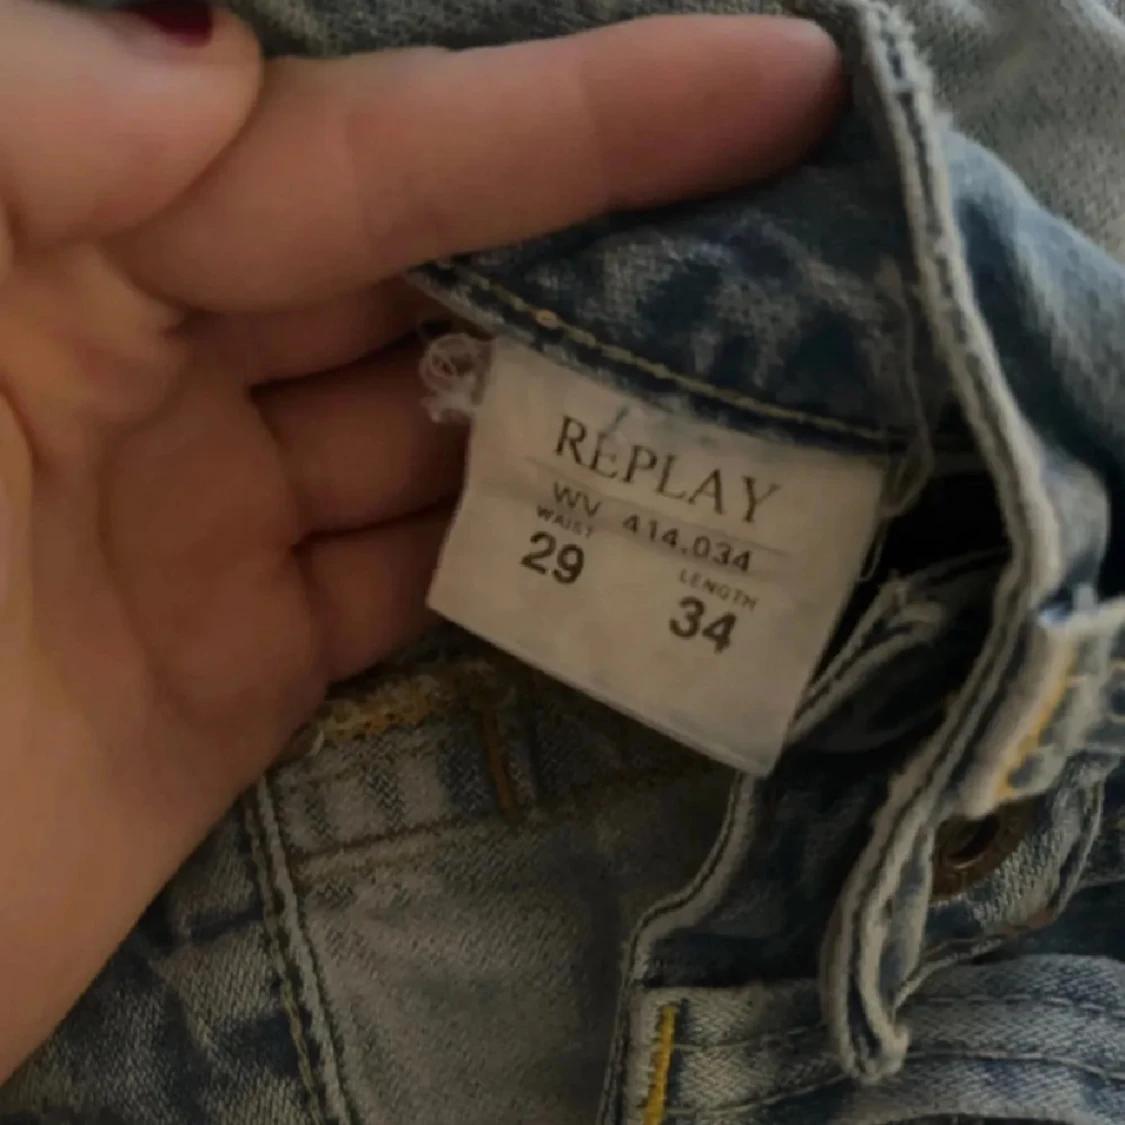 REPLAY
WV 414.034
WAIST LENGTH
29 34